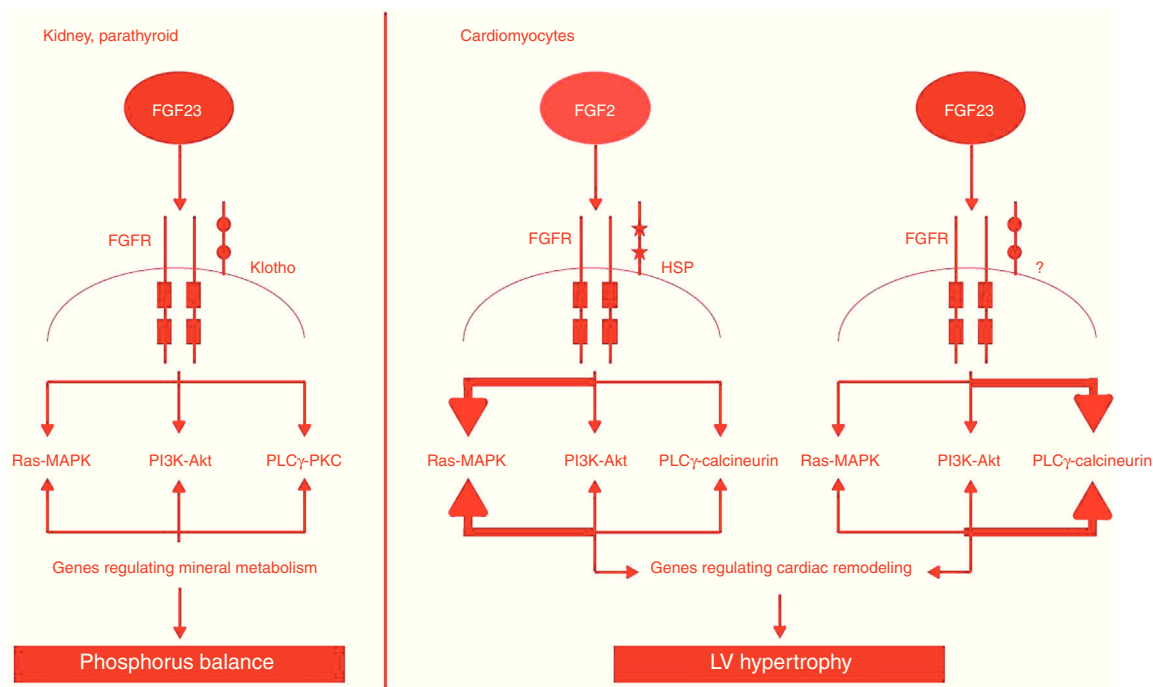 Kidney, parathyroid
FGF23
FGFR
Klotho
Ras-MAPK
PI3K-Akt
PLCγ-PKC
Genes regulating mineral metabolism
Phosphorus balance
Cardiomyocytes
FGF2
FGF23
FGFR
HSP
FGFR
?
Ras-MAPK
PI3K-Akt
PLCγ-calcineurin
Ras-MAPK
PI3K-Akt
PLCγ-calcineurin
Genes regulating cardiac remodeling
LV hypertrophy